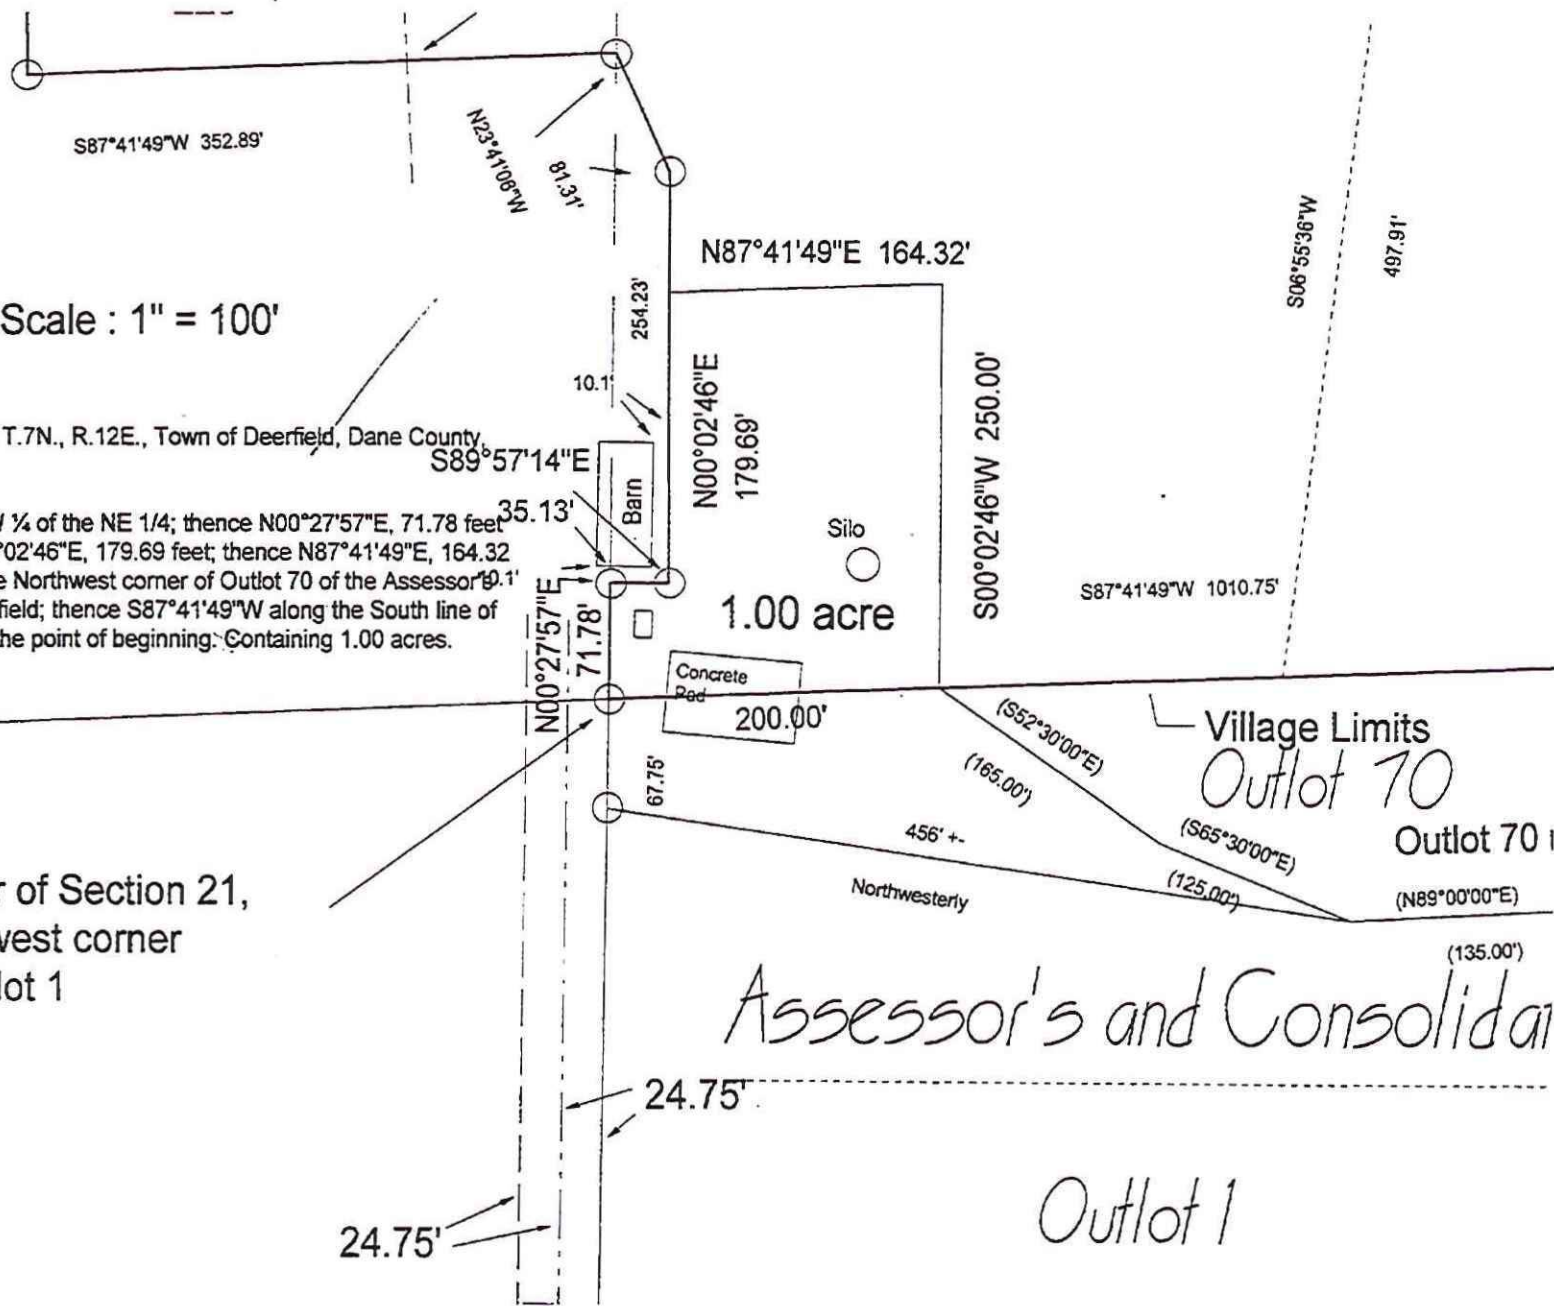 S87°41'49"W 352.89'
N23°41'06"W
81.31'
N87°41'49"E 164.32'
S06°55'36"W
497.91'
Scale : 1" = 100'
254.23'
10.1'
N00°02'46"E
179.69'
S00°02'46"W 250.00'
T.7N., R.12E., Town of Deerfield, Dane County,
S89°57'14"E
Barn
35.13'
¼ of the NE 1/4; thence N00°27'57"E, 71.78 feet
°02'46"E, 179.69 feet; thence N87°41'49"E, 164.32
Northwest corner of Outlot 70 of the Assessor's
field; thence S87°41'49"W along the South line of
the point of beginning. Containing 1.00 acres.
10.1'
Silo
1.00 acre
S87°41'49"W 1010.75'
N00°27'57"E
71.78'
Concrete
Pad
200.00'
67.75'
(S52°30'00"E)
(165.00')
Village Limits
Outlot 70
Outlot 70
(S65°30'00"E)
(125.00')
456' +-
Northwesterly
(N89°00'00"E)
(135.00')
r of Section 21,
west corner
lot 1
Assessor's and Consolidat
24.75'
24.75'
Outlot 1